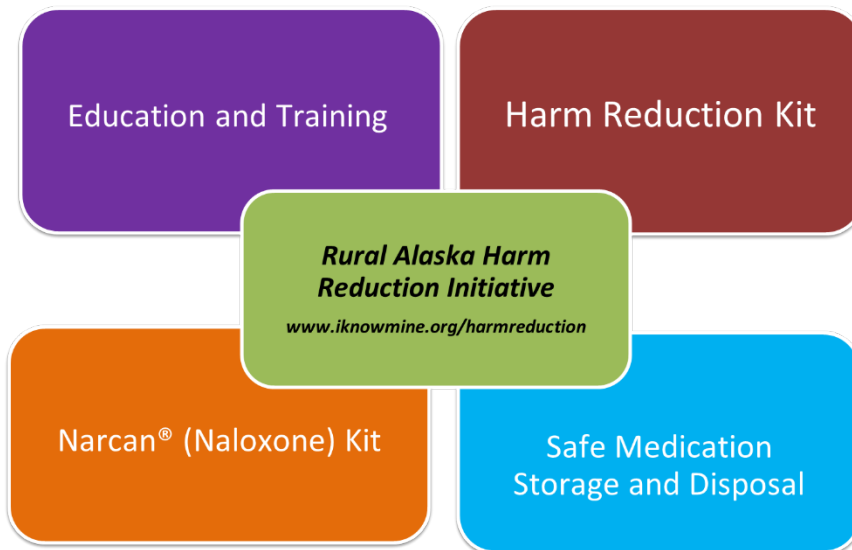 Education and Training
Harm Reduction Kit
Rural Alaska Harm
Reduction Initiative
www.iknowmine.org/harmreduction
Narcan® (Naloxone) Kit
Safe Medication
Storage and Disposal